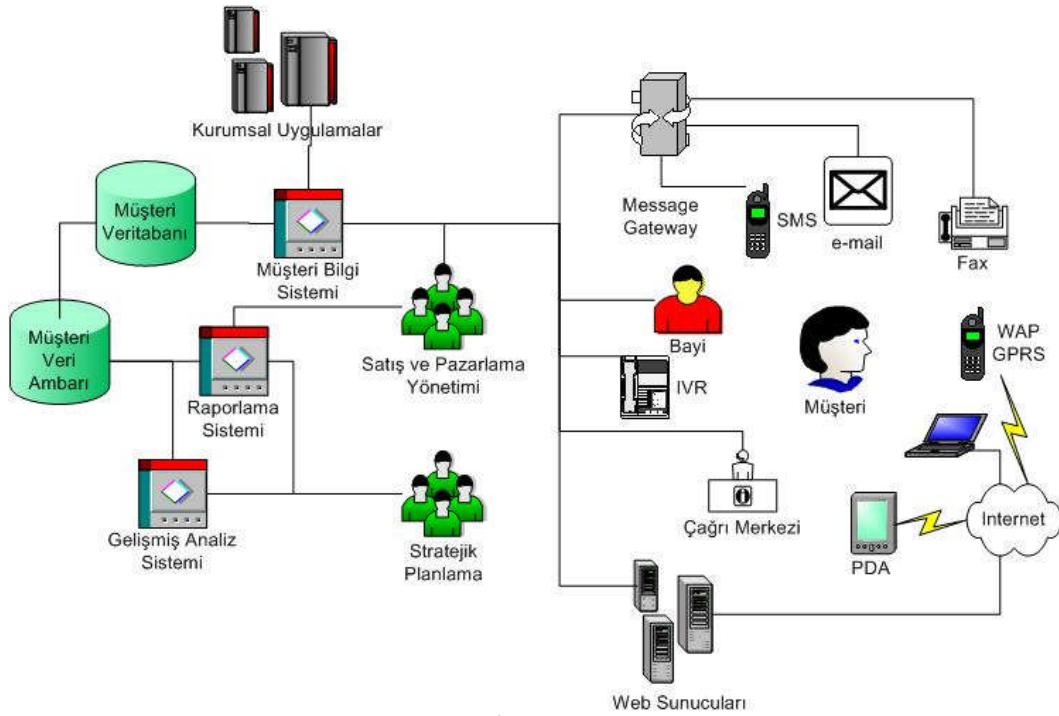 Kurumsal Uygulamalar
Müşteri
Veritabanı
Müşteri Bilgi
Sistemi
Müşteri
Veri
Ambarı
Raporlama
Sistemi
Satış ve Pazarlama
Yönetimi
Gelişmiş Analiz
Sistemi
Stratejik
Planlama
Message
Gateway
SMS
e-mail
Fax
Bayi
IVR
Müşteri
WAP
GPRS
Çağrı Merkezi
PDA
Internet
Web Sunucuları